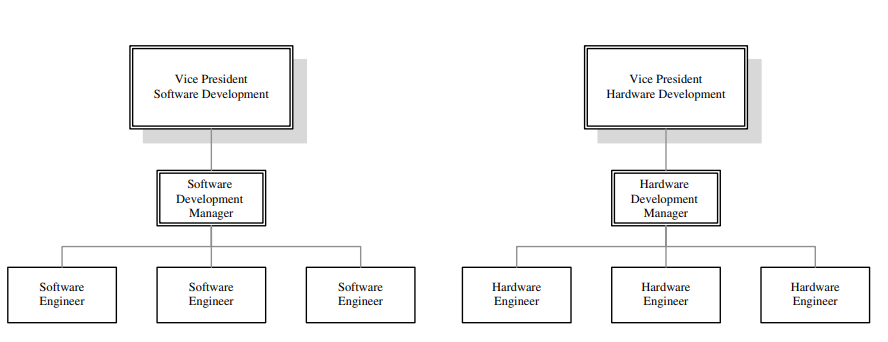 Vice President
Software Development
Vice President
Hardware Development
Software
Development
Manager
Hardware
Development
Manager
Software
Engineer
Software
Engineer
Software
Engineer
Hardware
Engineer
Hardware
Engineer
Hardware
Engineer